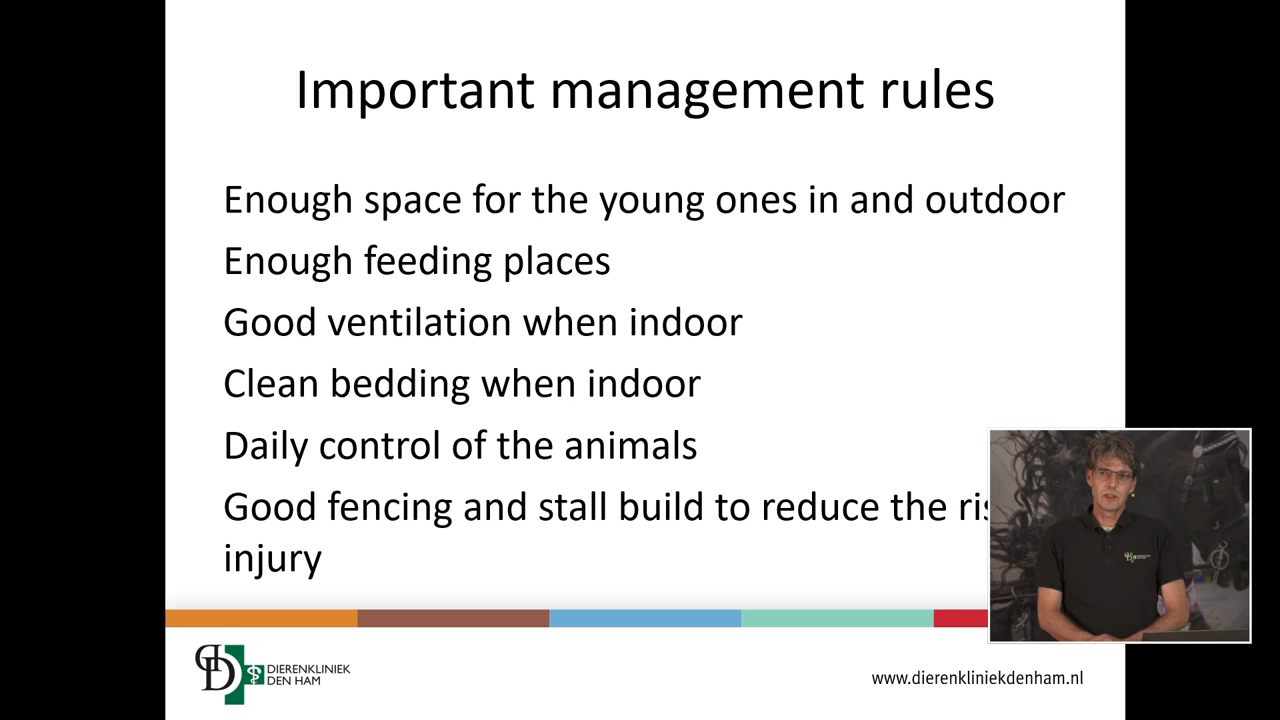 Important management rules
Enough space for the young ones in and outdoor
Enough feeding places
Good ventilation when indoor
Clean bedding when indoor
Daily control of the animals
Good fencing and stall build to reduce the
injury
DIERENKLINIEK
DEN HAM
www.dierenkliniekdenham.nl